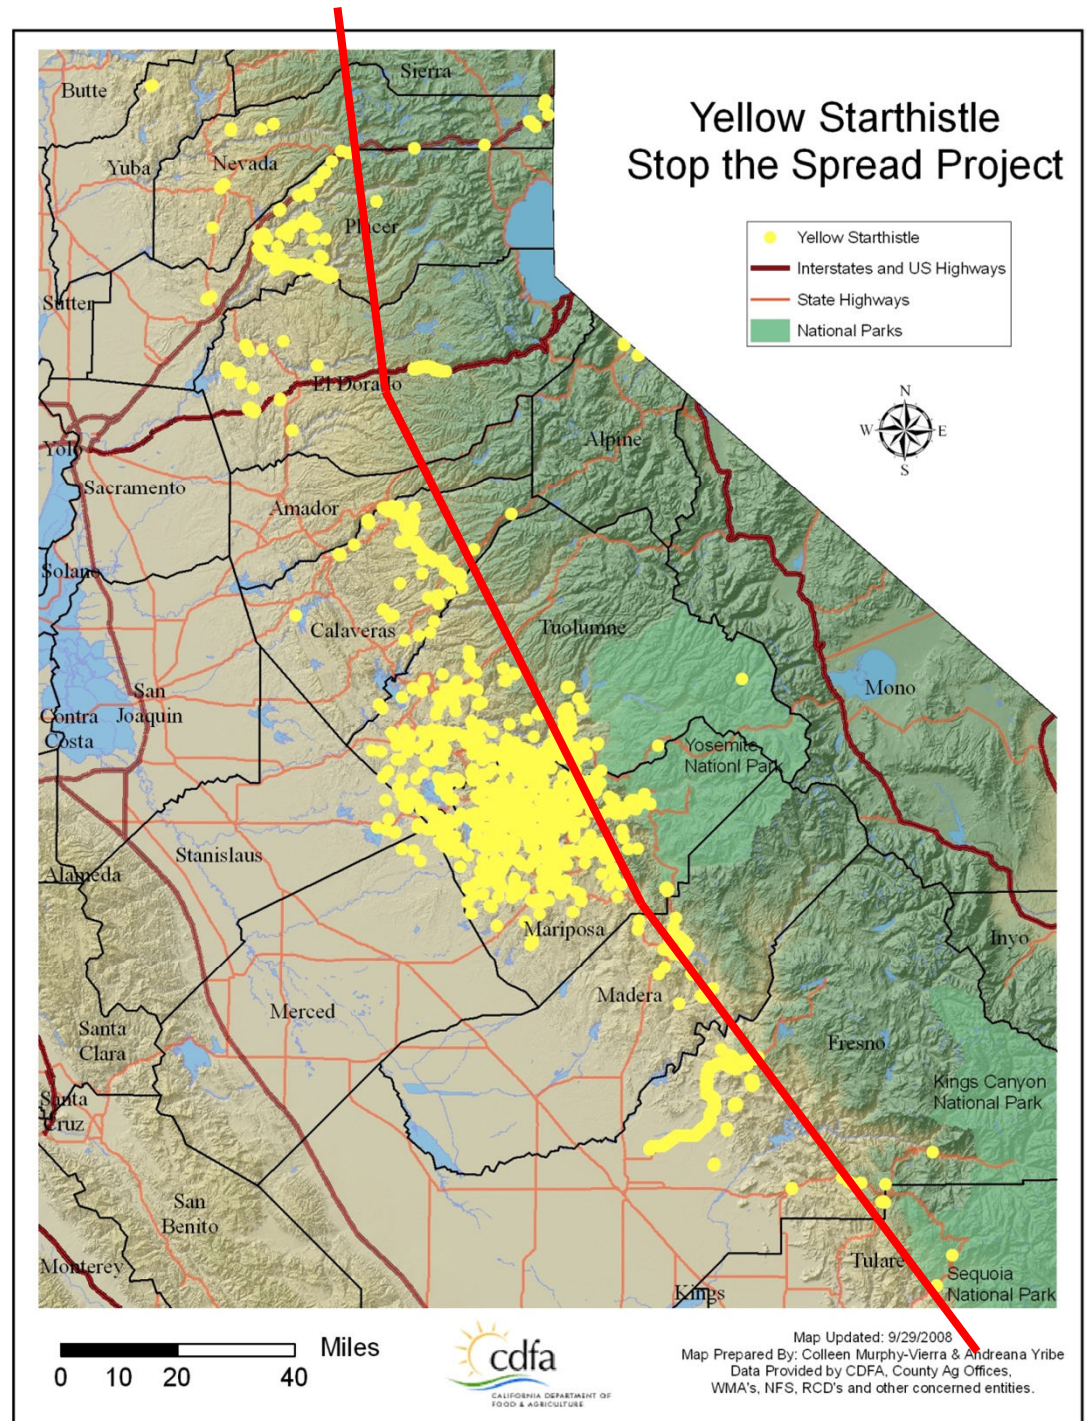 Yellow Starthistle
Stop the Spread Project
Yellow Starthistle
Interstates and US Highways
State Highways
National Parks
N
W
E
S
Sierra
Butte
Yuba
Nevada
Placer
Sutter
El Dorado
Yolo
Sacramento
Alpine
Amador
Solano
Calaveras
Tuolumne
San
Joaquin
Contra
Costa
Mono
Yosemite
Nationl Park
Stanislaus
Alameda
Mariposa
Inyo
Madera
Merced
Santa
Clara
Fresno
Kings Canyon
National Park
Santa
Cruz
San
Benito
Monterey
Tulare
Sequoia
National Park
Kings
Miles
0 10 20 40
cdfa
CALIFORNIA DEPARTMENT OF
FOOD & AGRICULTURE
Map Updated: 9/29/2008
Map Prepared By: Colleen Murphy-Vierra & Andreana Yribe
Data Provided by CDFA, County Ag Offices,
WMA's, NFS, RCD's and other concerned entities.